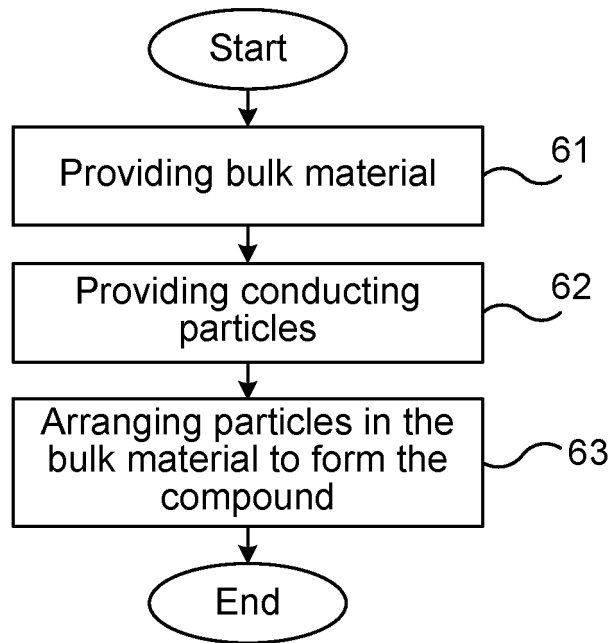 Start
Providing bulk material
61
Providing conducting
particles
62
Arranging particles in the
bulk material to form the
compound
63
End